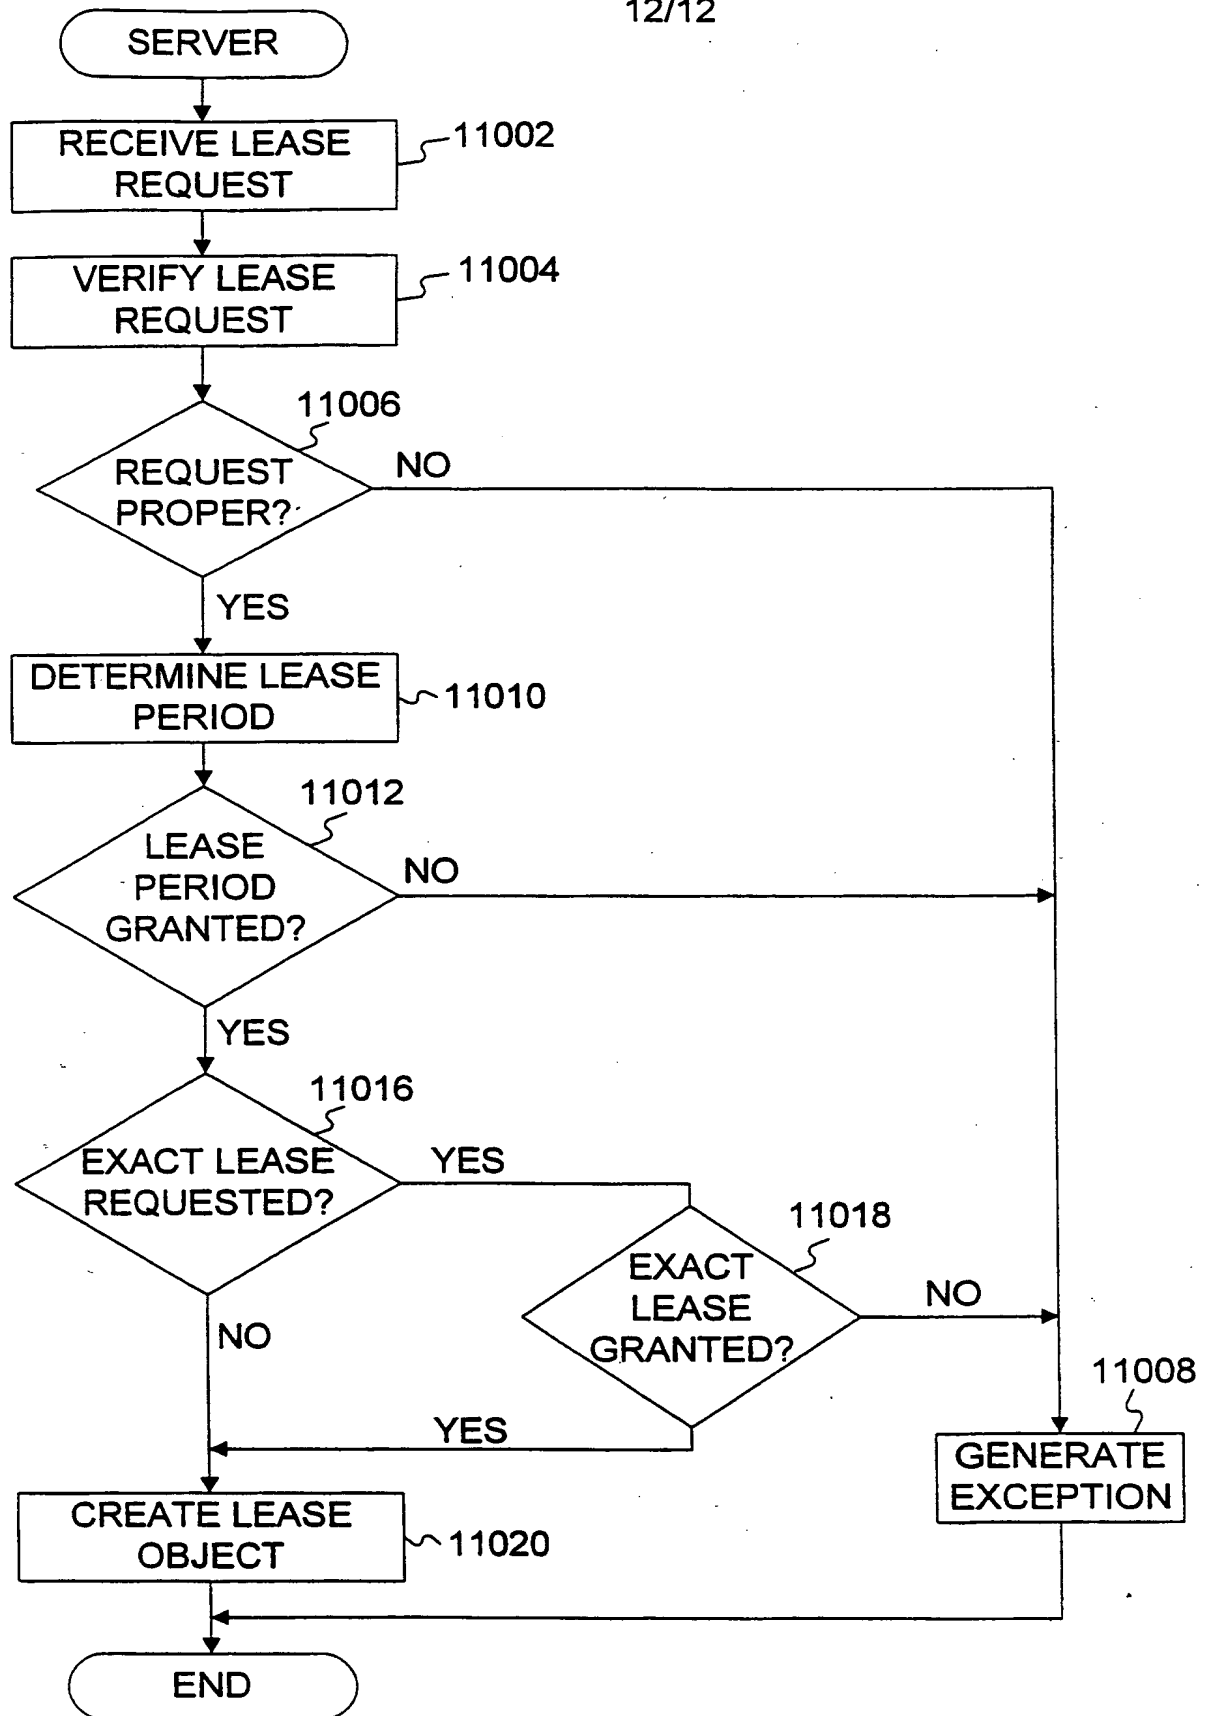 12/12
SERVER
RECEIVE LEASE
REQUEST
11002
VERIFY LEASE
REQUEST
11004
11006
REQUEST
PROPER?
NO
YES
DETERMINE LEASE
PERIOD
11010
11012
LEASE
PERIOD
GRANTED?
NO
YES
11016
EXACT LEASE
REQUESTED?
YES
11018
EXACT
LEASE
GRANTED?
NO
NO
YES
11008
GENERATE
EXCEPTION
CREATE LEASE
OBJECT
11020
END